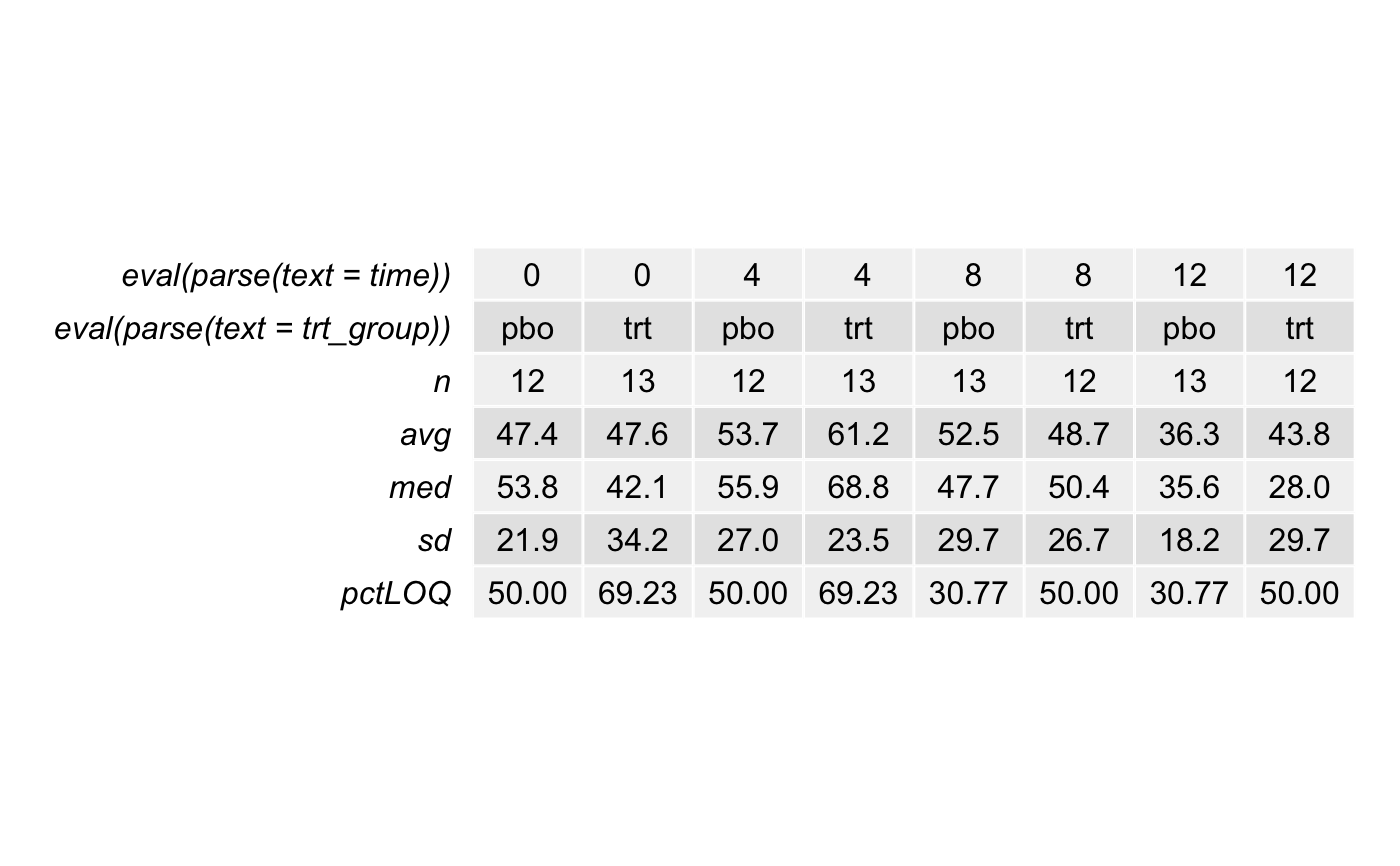 eval(parse(text = time)) 0 0 4 4 8 8 12 12
eval(parse(text = trt_group)) pbo trt pbo trt pbo trt pbo trt
n 12 13 12 13 13 12 13 12
avg 47.4 47.6 53.7 61.2 52.5 48.7 36.3 43.8
med 53.8 42.1 55.9 68.8 47.7 50.4 35.6 28.0
sd 21.9 34.2 27.0 23.5 29.7 26.7 18.2 29.7
pctLOQ 50.00 69.23 50.00 69.23 30.77 50.00 30.77 50.00